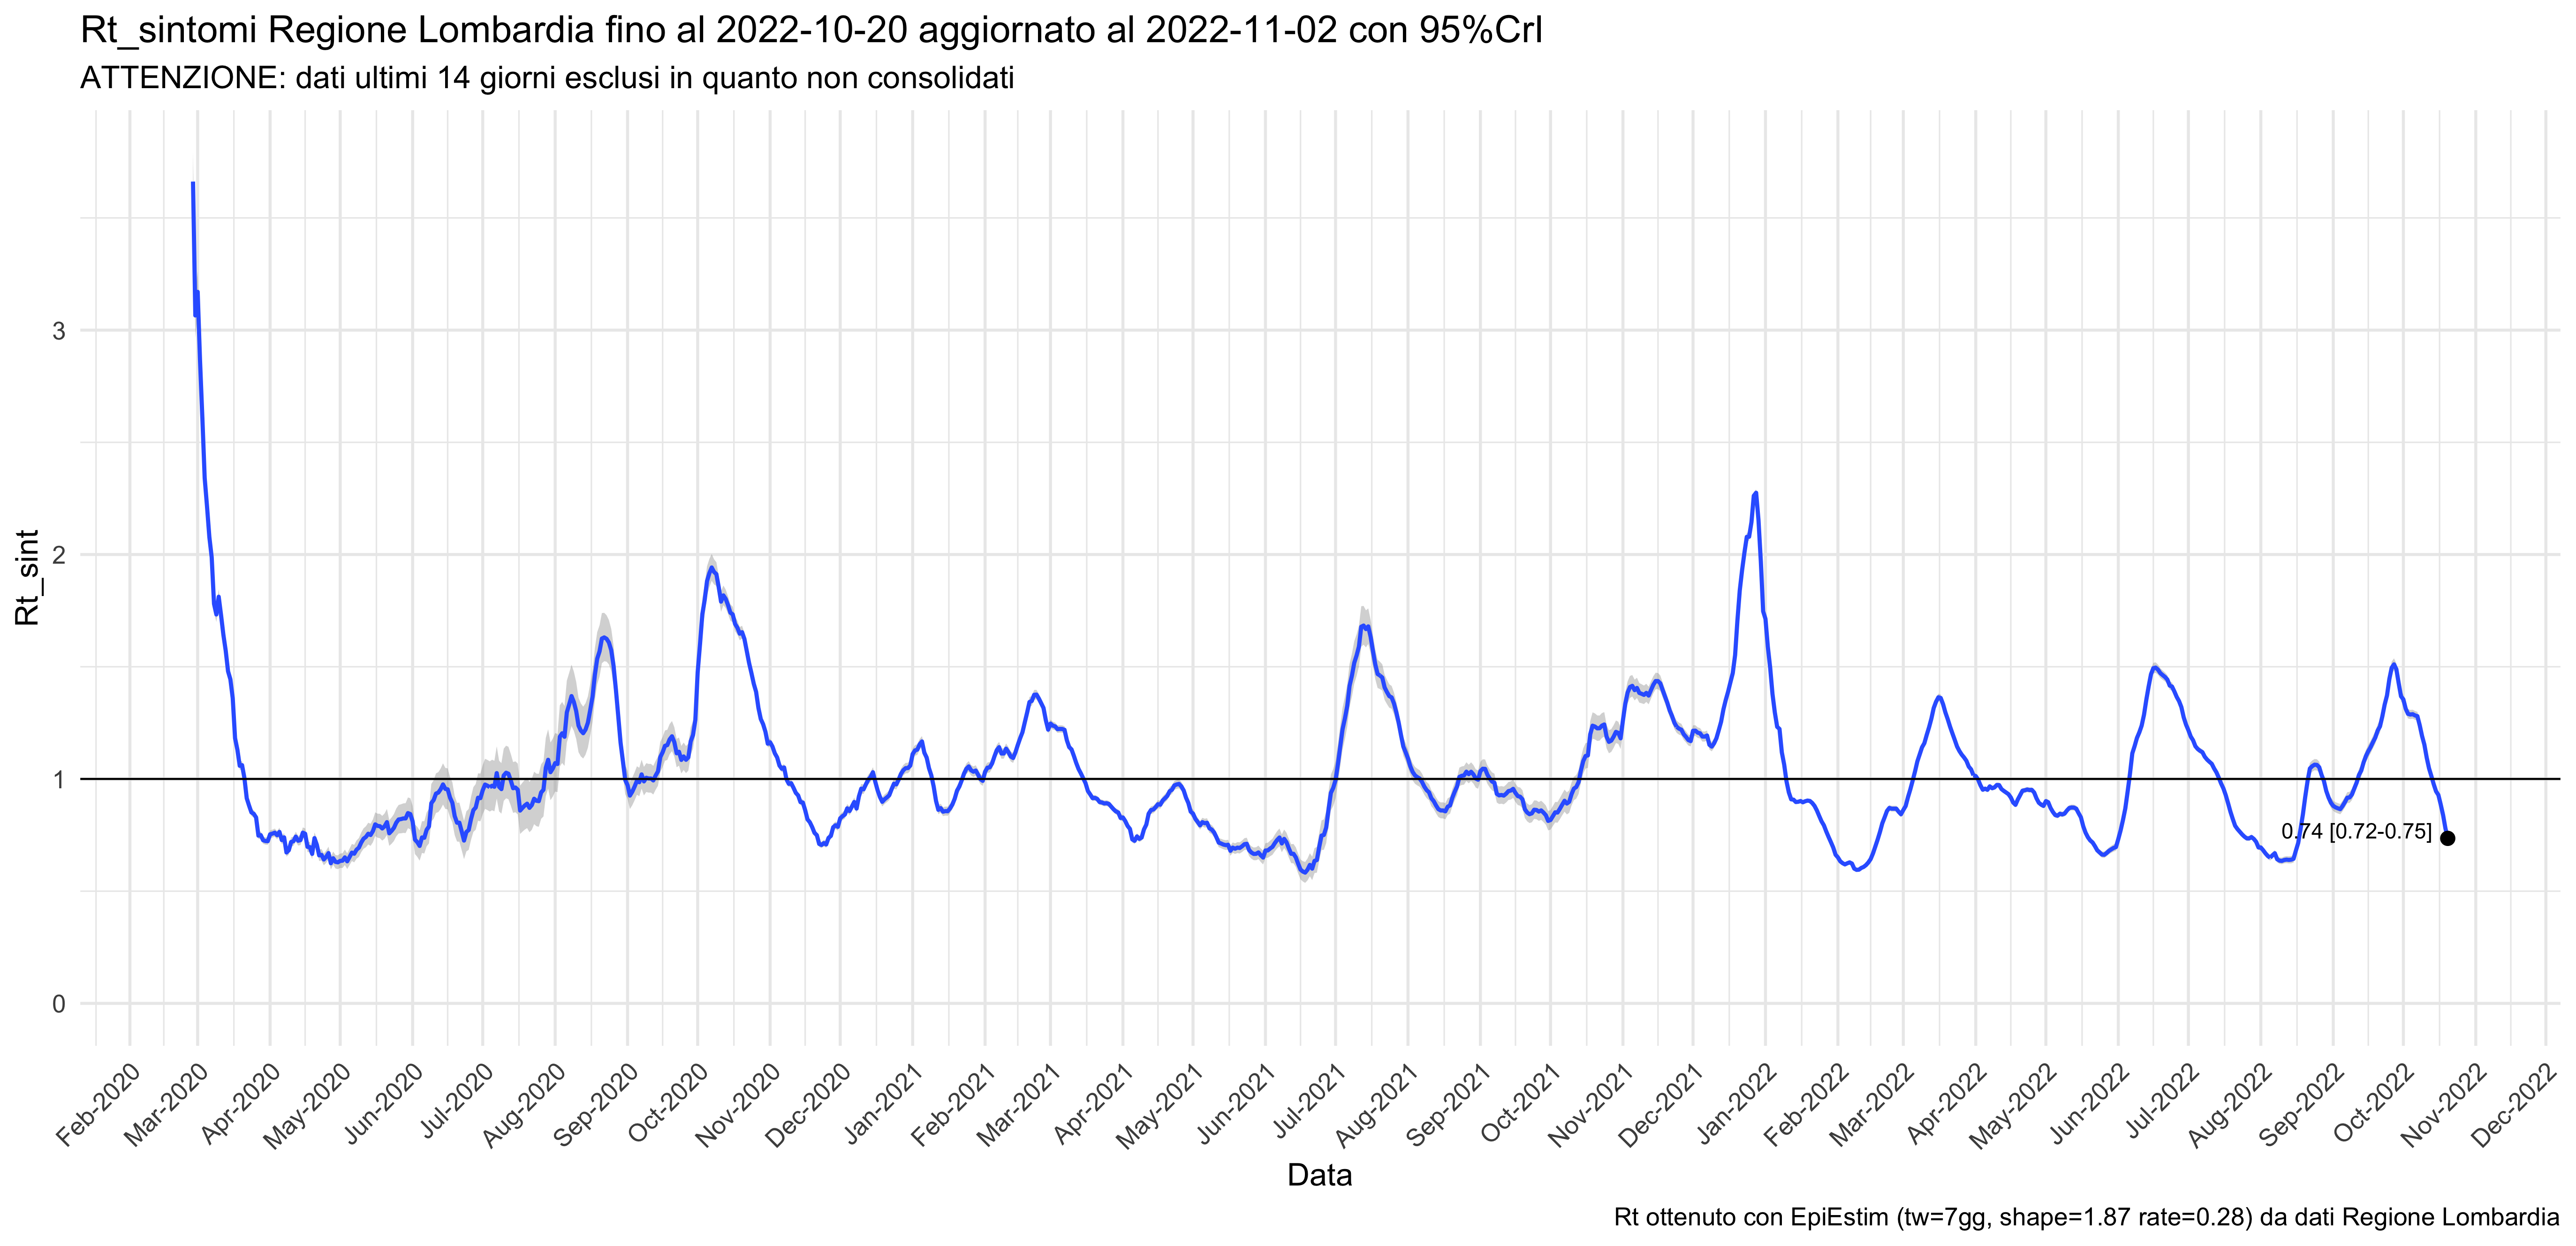 Rt_sintomi Regione Lombardia fino al 2022-10-20 aggiornato al 2022-11-02 con 95%CrI
ATTENZIONE: dati ultimi 14 giorni esclusi in quanto non consolidati
Rt_sint
3
2
1
0
0.74 [0.72-0.75]
Feb-2020
Mar-2020
Apr-2020
May-2020
Jun-2020
Jul-2020
Aug-2020
Sep-2020
Oct-2020
Nov-2020
Dec-2020
Jan-2021
Feb-2021
Mar-2021
Apr-2021
May-2021
Jun-2021
Jul-2021
Aug-2021
Sep-2021
Oct-2021
Nov-2021
Dec-2021
Jan-2022
Feb-2022
Mar-2022
Apr-2022
May-2022
Jun-2022
Jul-2022
Aug-2022
Sep-2022
Oct-2022
Nov-2022
Dec-2022
Data
Rt ottenuto con EpiEstim (tw=7gg, shape=1.87 rate=0.28) da dati Regione Lombardia